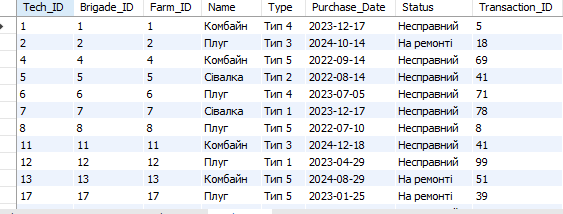 Tech_ID Brigade_ID Farm_ID Name Type Purchase_Date Status Transaction_ID
1 1 1 Комбайн Тип 4 2023-12-17 Несправний 5
2 2 2 Плуг Тип 3 2024-10-14 На ремонті 18
4 4 4 Комбайн Тип 5 2022-09-14 Несправний 69
5 5 5 Сівалка Тип 2 2022-08-14 Несправний 41
6 6 6 Плуг Тип 4 2023-07-05 Несправний 71
7 7 7 Сівалка Тип 1 2023-12-17 Несправний 78
8 8 8 Плуг Тип 5 2022-07-10 Несправний 8
11 11 11 Комбайн Тип 3 2024-12-18 Несправний 41
12 12 12 Плуг Тип 1 2023-04-29 Несправний 99
13 13 13 Комбайн Тип 5 2024-08-29 На ремонті 51
17 17 17 Плуг Тип 5 2023-01-25 На ремонті 39